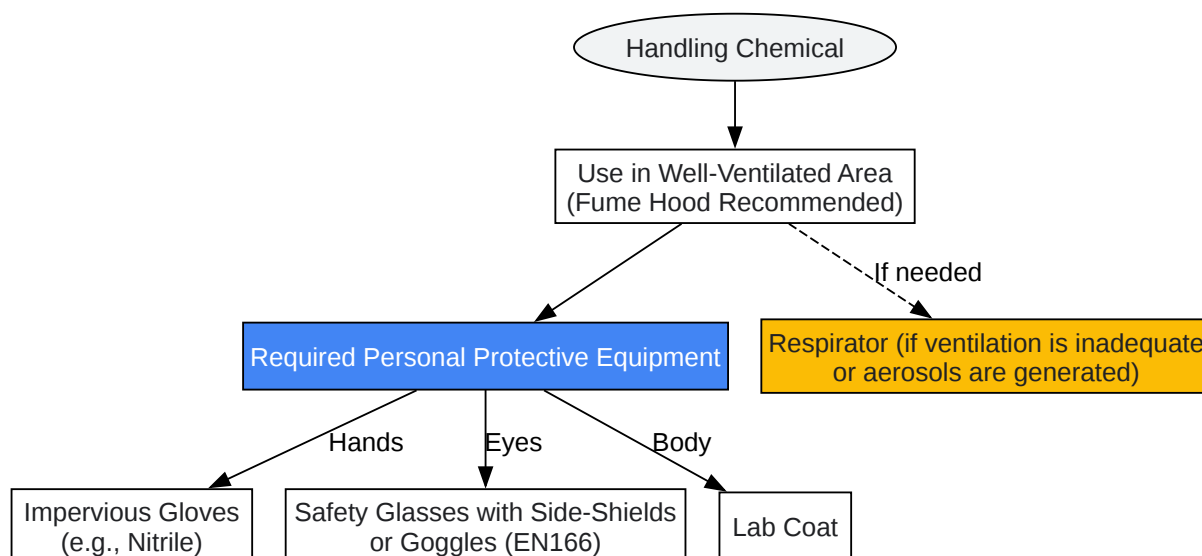 Handling Chemical
Use in Well-Ventilated Area
(Fume Hood Recommended)
If needed
Required Personal Protective Equipment
Respirator (if ventilation is inadequate
or aerosols are generated)
Hands
Eyes
Body
Impervious Gloves
(e.g., Nitrile)
Safety Glasses with Side-Shields
or Goggles (EN166)
Lab Coat